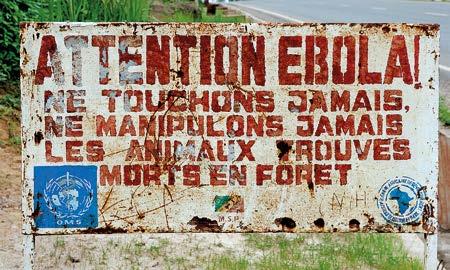 ATTENTION EBOLA!
NE TOUCHONS JAMAIS,
NE MANIPULONS JAMAIS
LES ANIMAUX TROUVES
MORTS EN FORET
OMS
M.S.P